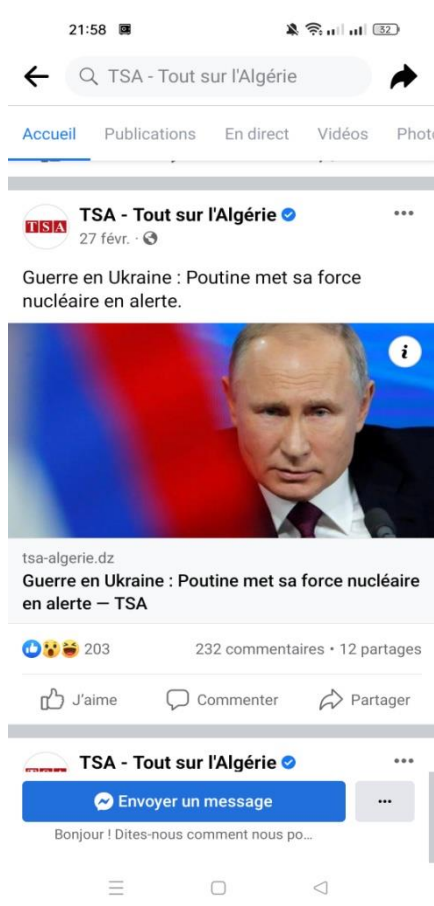 21:58
32
TSA - Tout sur l'Algérie
Accueil Publications En direct Vidéos Phot
TSA
TSA - Tout sur l'Algérie
27 févr. ·
Guerre en Ukraine : Poutine met sa force
nucléaire en alerte.
i
tsa-algerie.dz
Guerre en Ukraine : Poutine met sa force nucléaire
en alerte — TSA
203 232 commentaires • 12 partages
J'aime Commenter Partager
TSA - Tout sur l'Algérie
Envoyer un message
Bonjour ! Dites-nous comment nous po...